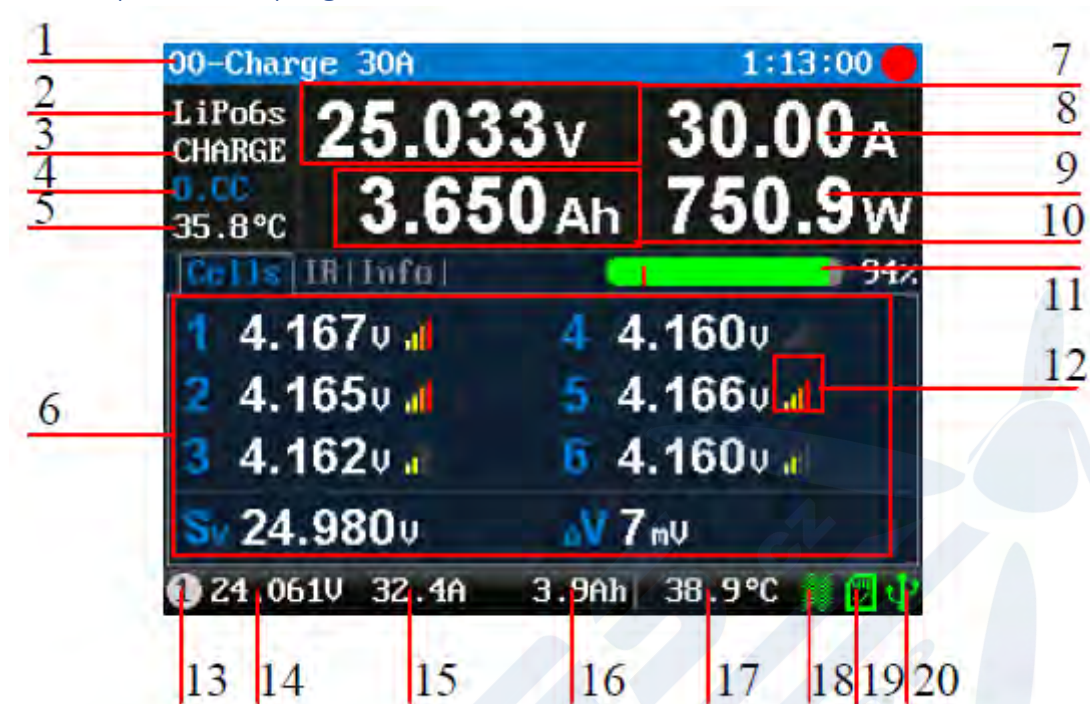 1
00-Charge 30A 1:13:00
7
2
LiPo6s 25.033V 30.00A
8
3
CHARGE
4
0.CC 3.650Ah 750.9W
9
5
35.8°C
10
Cells IR|Info| 94%
11
1 4.167V 4 4.160V
2 4.165V 5 4.166V
12
6
3 4.162V 6 4.160V
Sv 24.980V ΔV 7mV
1 24.061V 32.4A 3.9Ah| 38.9°C
13 14 15 16 17 18 19 20